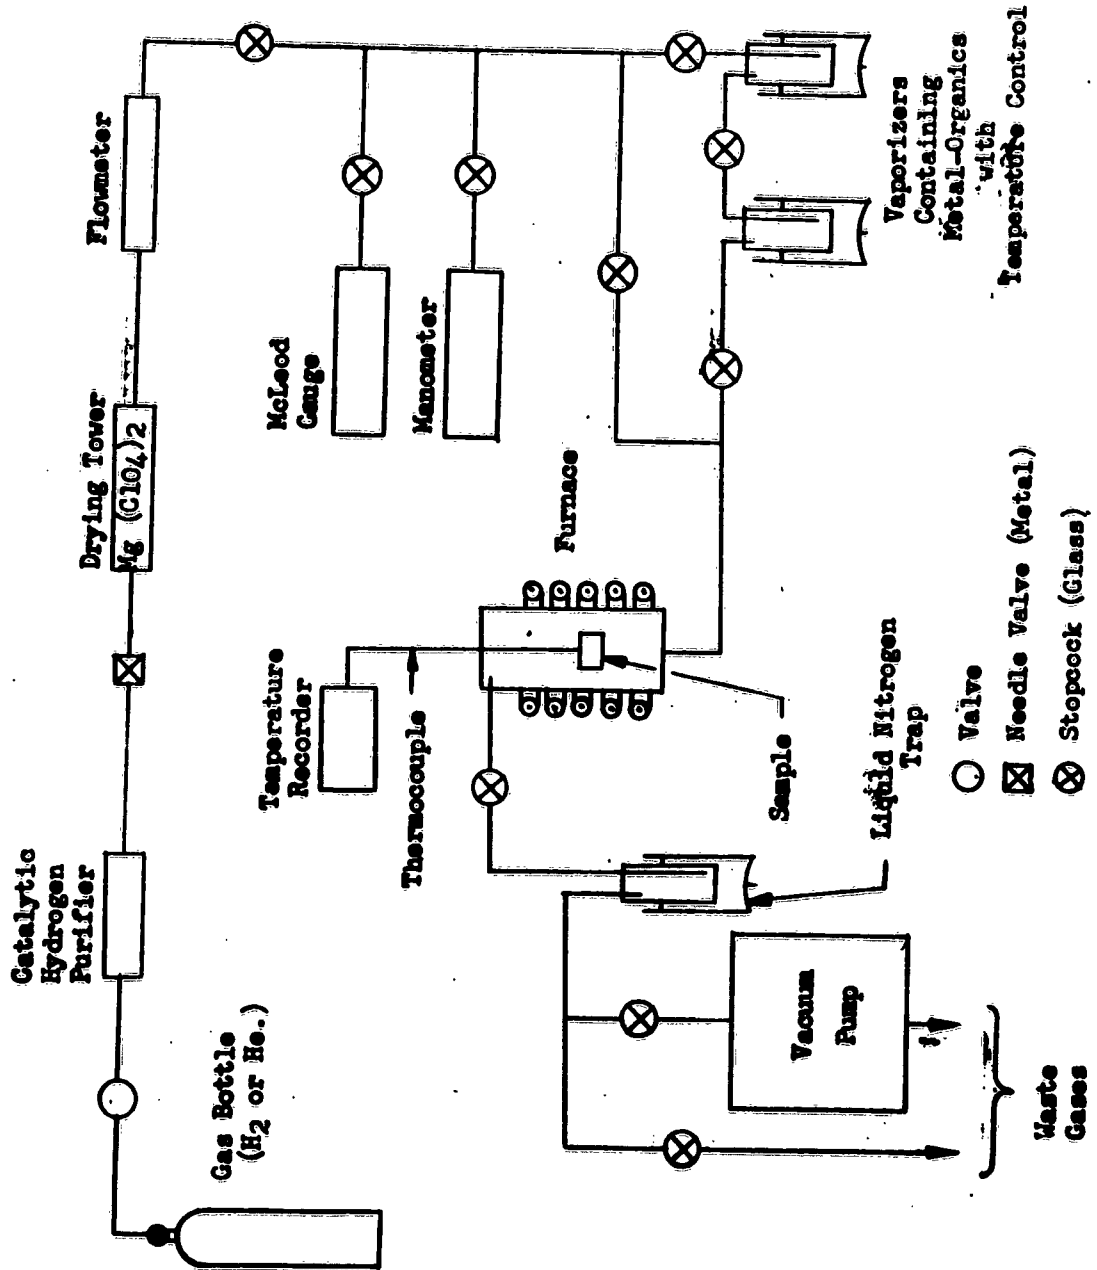 Gas Bottle
(H2 or He.)
Catalytic
Hydrogen
Purifier
Drying Tower
Mg (ClO4)2
Flowmeter
McLeod
Gauge
Manometer
Temperature
Recorder
Thermocouple
Furnace
Sample
Vaporizers
Containing
Metal-Organics
with
Temperature Control
Liquid Nitrogen
Trap
Vacuum
Pump
Waste
Gases
Valve
Needle Valve (Metal)
Stopcock (Glass)